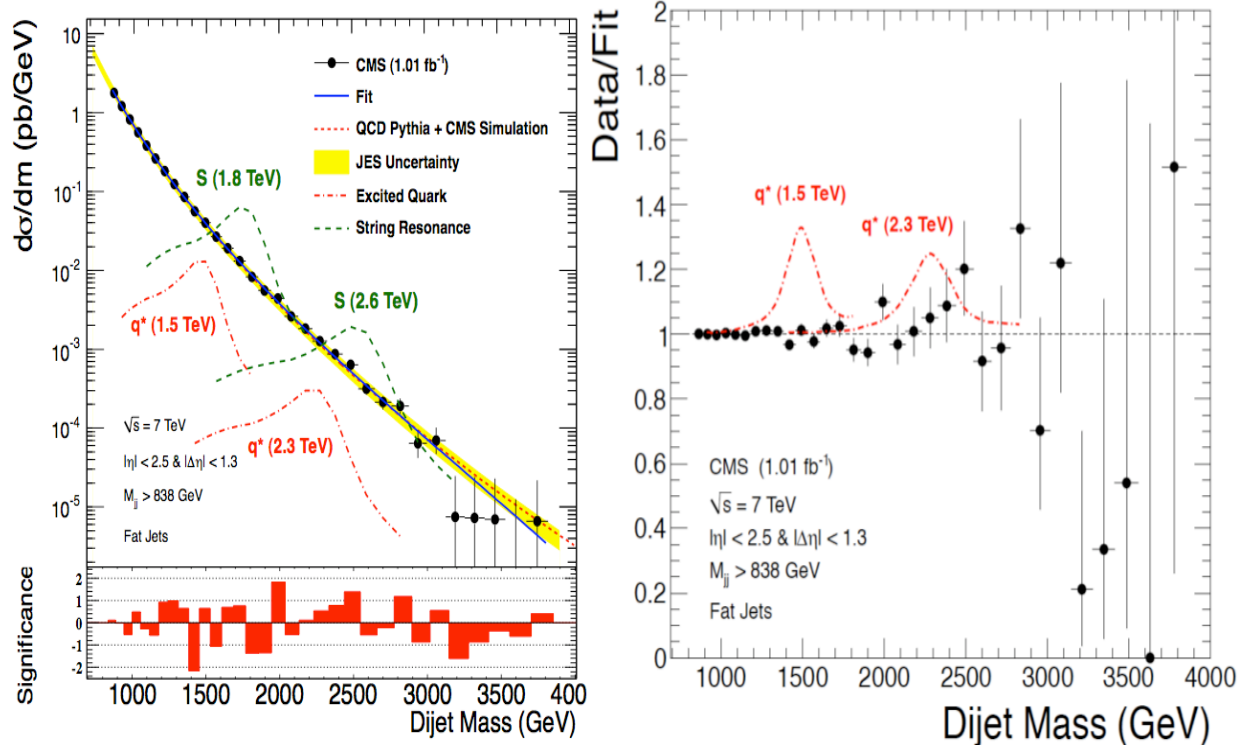 dσ/dm (pb/GeV)
10
1
10⁻¹
10⁻²
10⁻³
10⁻⁴
10⁻⁵
CMS (1.01 fb⁻¹)
Fit
QCD Pythia + CMS Simulation
JES Uncertainty
Excited Quark
String Resonance
S (1.8 TeV)
q* (1.5 TeV)
S (2.6 TeV)
q* (2.3 TeV)
√s = 7 TeV
|η| < 2.5 & |Δη| < 1.3
M_jj > 838 GeV
Fat Jets
Significance
2
1
0
-1
-2
1000 1500 2000 2500 3000 3500 400
Dijet Mass (GeV)
Data/Fit
2
1.8
1.6
1.4
1.2
1
0.8
0.6
0.4
0.2
0
q* (1.5 TeV)
q* (2.3 TeV)
CMS (1.01 fb⁻¹)
√s = 7 TeV
|η| < 2.5 & |Δη| < 1.3
M_jj > 838 GeV
Fat Jets
1000 1500 2000 2500 3000 3500 4000
Dijet Mass (GeV)